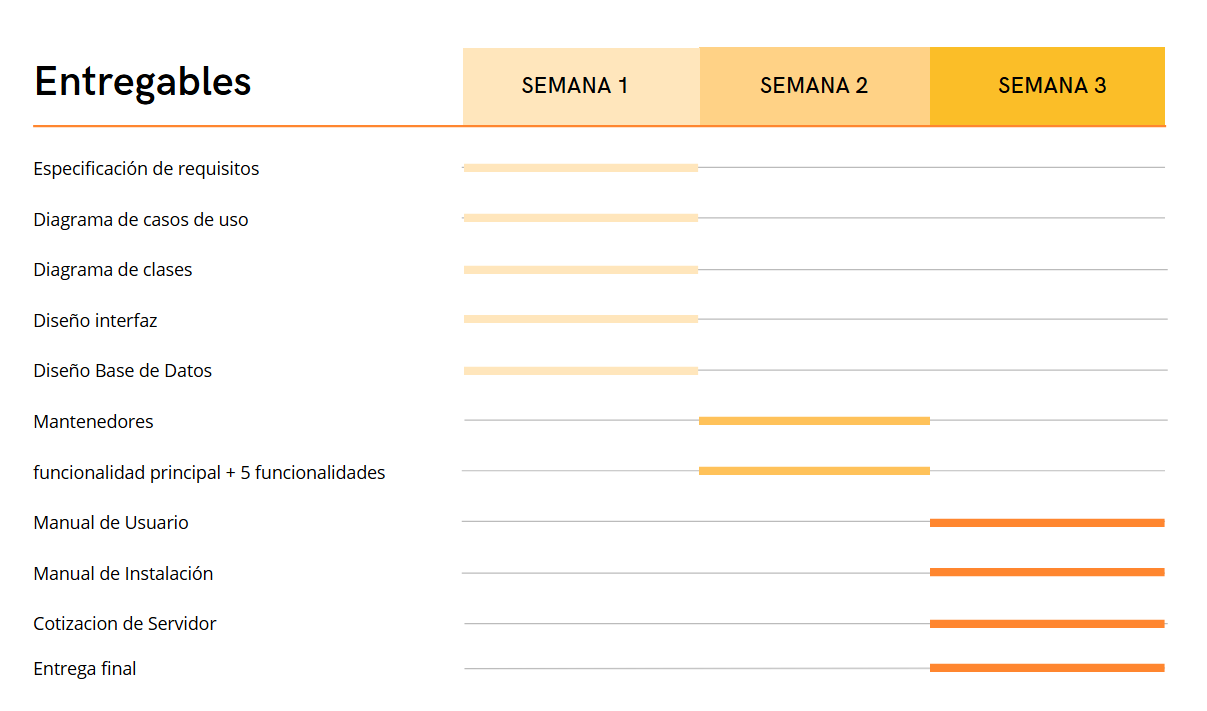 Entregables
SEMANA 1
SEMANA 2
SEMANA 3
Especificación de requisitos
Diagrama de casos de uso
Diagrama de clases
Diseño interfaz
Diseño Base de Datos
Mantenedores
funcionalidad principal + 5 funcionalidades
Manual de Usuario
Manual de Instalación
Cotizacion de Servidor
Entrega final